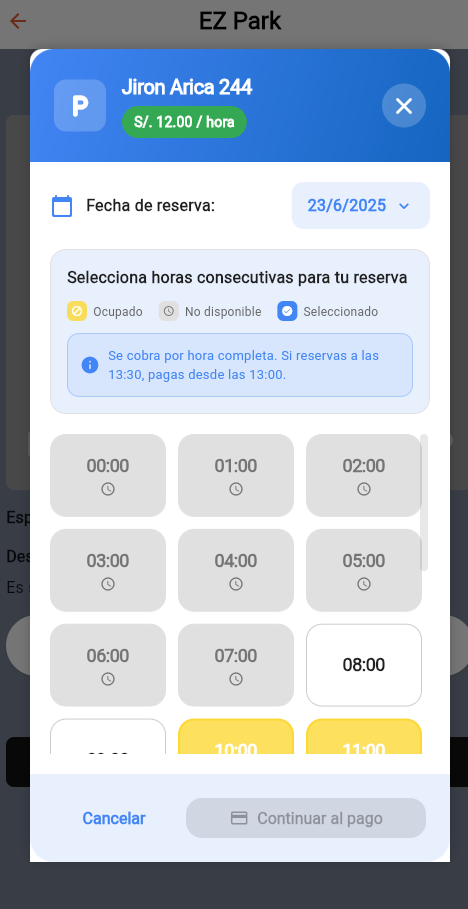 EZ Park
P
Jiron Arica 244
S/. 12.00 / hora
Fecha de reserva:
23/6/2025
Selecciona horas consecutivas para tu reserva
Ocupado No disponible Seleccionado
Se cobra por hora completa. Si reservas a las
13:30, pagas desde las 13:00.
00:00 01:00 02:00
03:00 04:00 05:00
Esp
Des
Es
06:00 07:00 08:00
10:00 11:00
Cancelar Continuar al pago